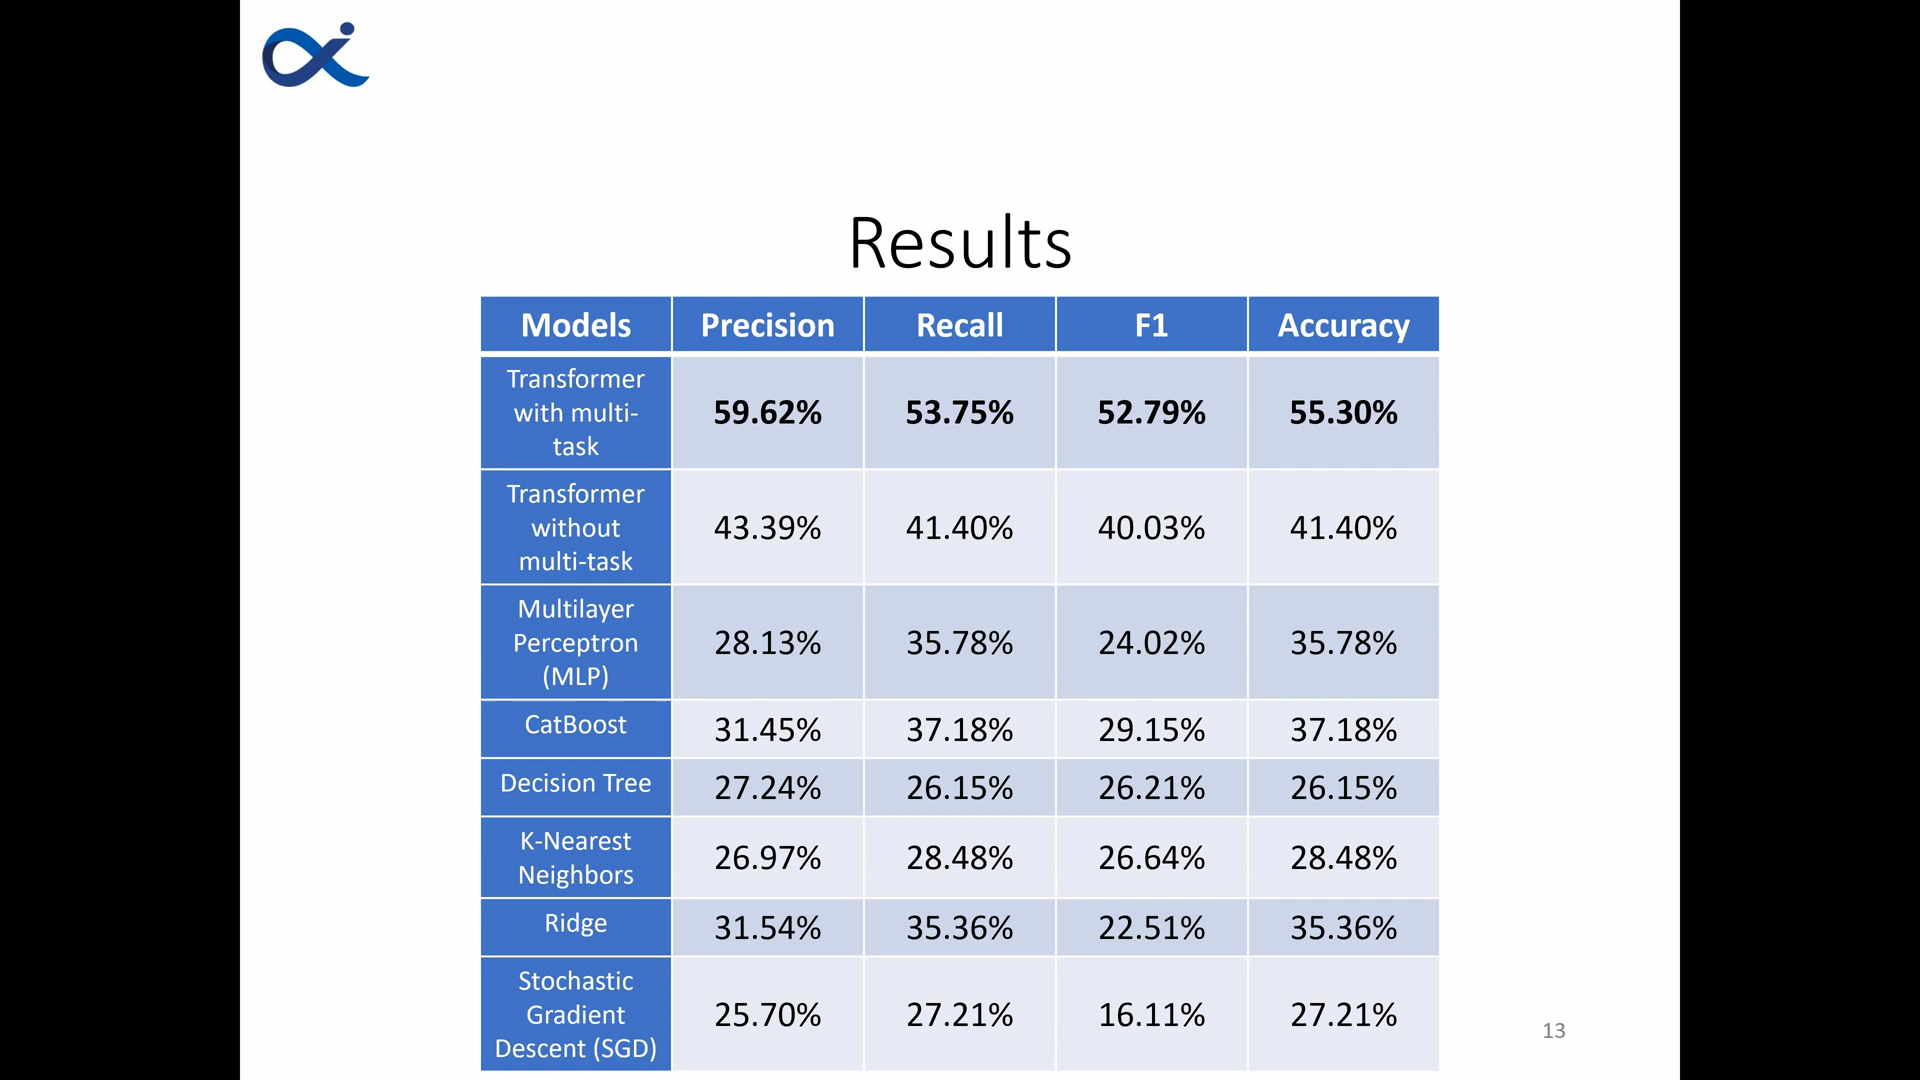 Results
Models Precision Recall F1 Accuracy
Transformer
with multi-
task
59.62% 53.75% 52.79% 55.30%
Transformer
without
multi-task
43.39% 41.40% 40.03% 41.40%
Multilayer
Perceptron
(MLP)
28.13% 35.78% 24.02% 35.78%
CatBoost 31.45% 37.18% 29.15% 37.18%
Decision Tree 27.24% 26.15% 26.21% 26.15%
K-Nearest
Neighbors
26.97% 28.48% 26.64% 28.48%
Ridge 31.54% 35.36% 22.51% 35.36%
Stochastic
Gradient
Descent (SGD)
25.70% 27.21% 16.11% 27.21%
13